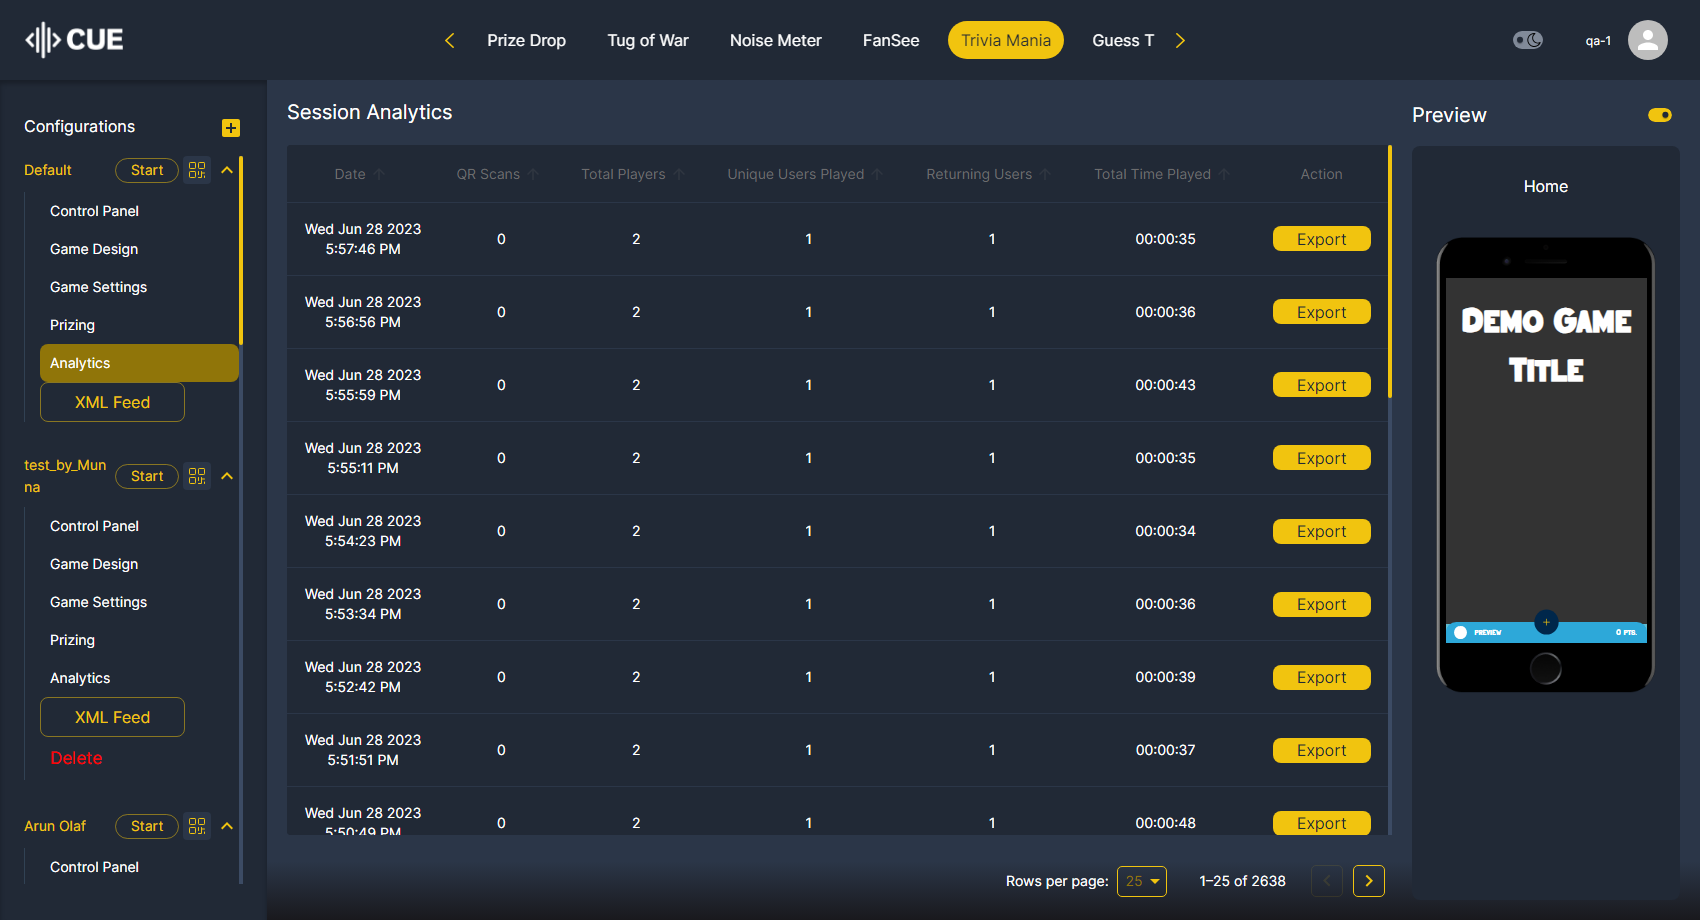 CUE
Prize Drop Tug of War Noise Meter FanSee Trivia Mania Guess T
qa-1
Configurations
Default Start
Control Panel
Game Design
Game Settings
Prizing
Analytics
XML Feed
test_by_Mun
na
Start
Control Panel
Game Design
Game Settings
Prizing
Analytics
XML Feed
Delete
Arun Olaf Start
Control Panel
Session Analytics
Date QR Scans Total Players Unique Users Played Returning Users Total Time Played Action
Wed Jun 28 2023
5:57:46 PM
0 2 1 1 00:00:35 Export
Wed Jun 28 2023
5:56:56 PM
0 2 1 1 00:00:36 Export
Wed Jun 28 2023
5:55:59 PM
0 2 1 1 00:00:43 Export
Wed Jun 28 2023
5:55:11 PM
0 2 1 1 00:00:35 Export
Wed Jun 28 2023
5:54:23 PM
0 2 1 1 00:00:34 Export
Wed Jun 28 2023
5:53:34 PM
0 2 1 1 00:00:36 Export
Wed Jun 28 2023
5:52:42 PM
0 2 1 1 00:00:39 Export
Wed Jun 28 2023
5:51:51 PM
0 2 1 1 00:00:37 Export
Wed Jun 28 2023
5:50:49 PM
0 2 1 1 00:00:48 Export
Rows per page: 25 1–25 of 2638
Preview
Home
Demo Game
Title
PREVIEW
0 PTS.